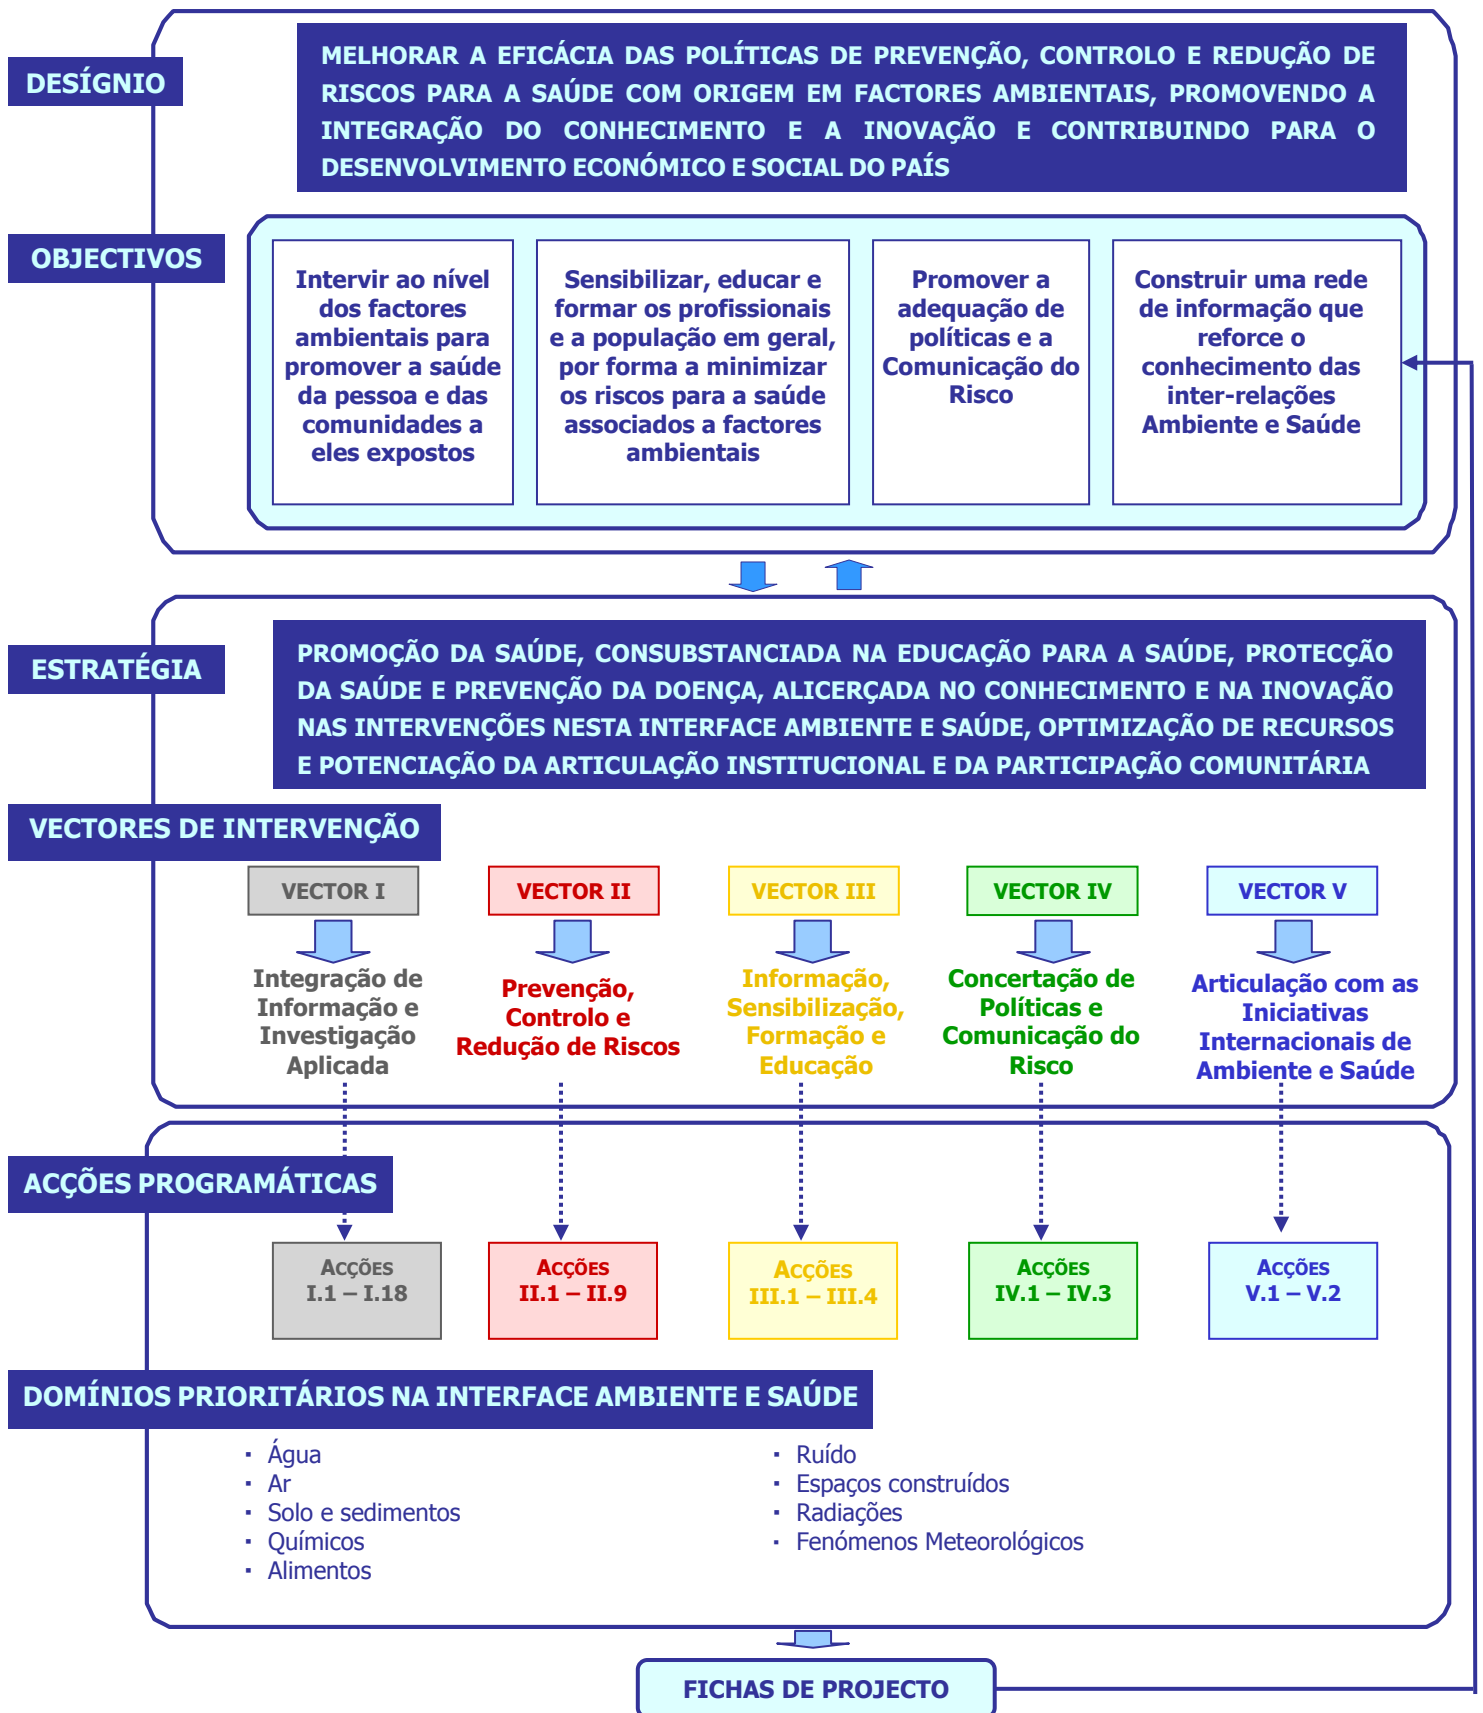 DESÍGNIO
MELHORAR A EFICÁCIA DAS POLÍTICAS DE PREVENÇÃO, CONTROLO E REDUÇÃO DE
RISCOS PARA A SAÚDE COM ORIGEM EM FACTORES AMBIENTAIS, PROMOVENDO A
INTEGRAÇÃO DO CONHECIMENTO E A INOVAÇÃO E CONTRIBUINDO PARA O
DESENVOLVIMENTO ECONÓMICO E SOCIAL DO PAÍS
OBJECTIVOS
Intervir ao nível
dos factores
ambientais para
promover a saúde
da pessoa e das
comunidades a
eles expostos
Sensibilizar, educar e
formar os profissionais
e a população em geral,
por forma a minimizar
os riscos para a saúde
associados a factores
ambientais
Promover a
adequação de
políticas e a
Comunicação do
Risco
Construir uma rede
de informação que
reforce o
conhecimento das
inter-relações
Ambiente e Saúde
ESTRATÉGIA
PROMOÇÃO DA SAÚDE, CONSUBSTANCIADA NA EDUCAÇÃO PARA A SAÚDE, PROTECÇÃO
DA SAÚDE E PREVENÇÃO DA DOENÇA, ALICERÇADA NO CONHECIMENTO E NA INOVAÇÃO
NAS INTERVENÇÕES NESTA INTERFACE AMBIENTE E SAÚDE, OPTIMIZAÇÃO DE RECURSOS
E POTENCIAÇÃO DA ARTICULAÇÃO INSTITUCIONAL E DA PARTICIPAÇÃO COMUNITÁRIA
VECTORES DE INTERVENÇÃO
VECTOR I
Integração de
Informação e
Investigação
Aplicada
VECTOR II
Prevenção,
Controlo e
Redução de Riscos
VECTOR III
Informação,
Sensibilização,
Formação e
Educação
VECTOR IV
Concertação de
Políticas e
Comunicação do
Risco
VECTOR V
Articulação com as
Iniciativas
Internacionais de
Ambiente e Saúde
ACÇÕES PROGRAMÁTICAS
ACÇÕES
I.1 – I.18
ACÇÕES
II.1 – II.9
ACÇÕES
III.1 – III.4
ACÇÕES
IV.1 – IV.3
ACÇÕES
V.1 – V.2
DOMÍNIOS PRIORITÁRIOS NA INTERFACE AMBIENTE E SAÚDE
▪ Água
▪ Ar
▪ Solo e sedimentos
▪ Químicos
▪ Alimentos
▪ Ruído
▪ Espaços construídos
▪ Radiações
▪ Fenómenos Meteorológicos
FICHAS DE PROJECTO